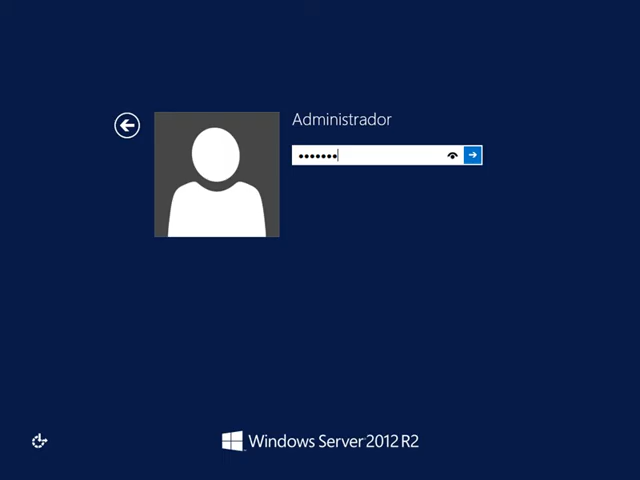 Administrador
•••••••
Windows Server 2012 R2